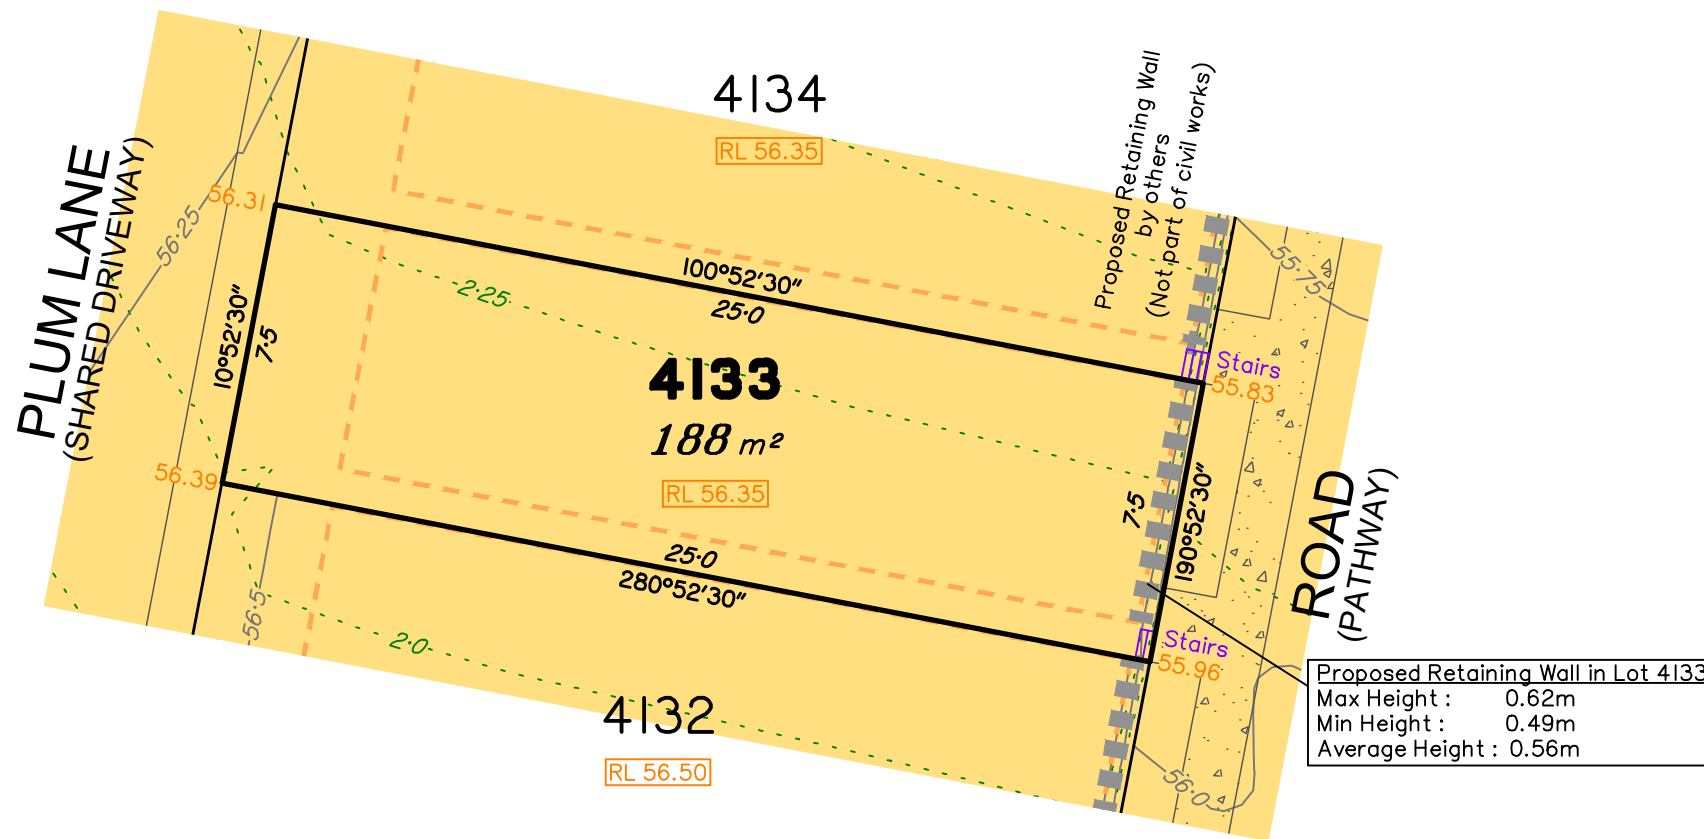 4134
RL 56.35
Proposed Retaining Wall
by others
(Not part of civil works)
PLUM LANE
(SHARED DRIVEWAY)
56.31
56·25
55·75
100°52'30"
25·0
2·25
10°52'30"
7·5
Stairs
55.83
4133
188 m²
RL 56.35
56.39
7·5
190°52'30"
ROAD
(PATHWAY)
25·0
280°52'30"
56·5
2·0
Stairs
55.96
4132
RL 56.50
56·0
Proposed Retaining Wall in Lot 4133
Max Height : 0.62m
Min Height : 0.49m
Average Height : 0.56m